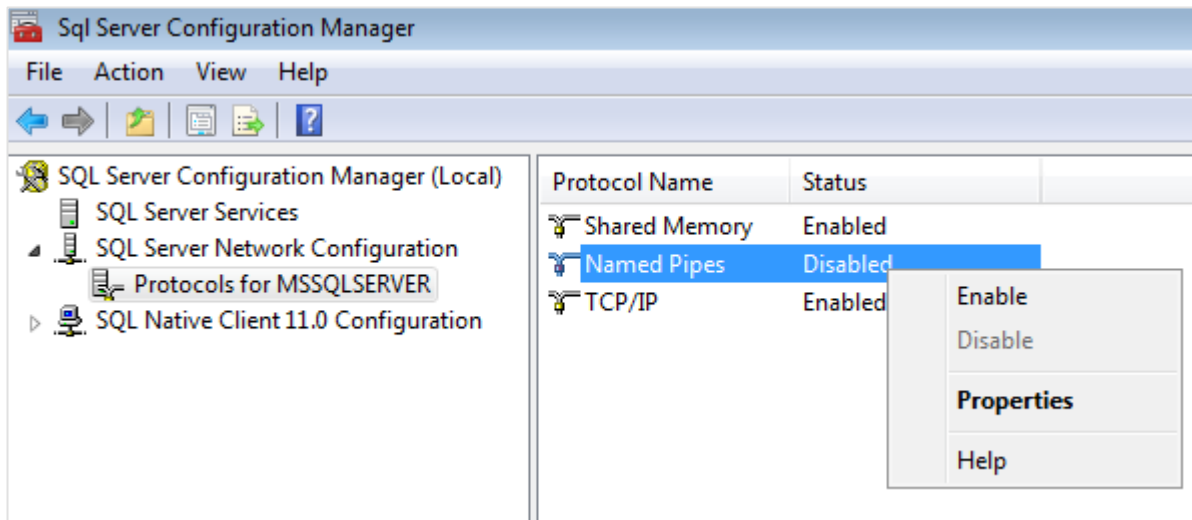 Sql Server Configuration Manager
File Action View Help
SQL Server Configuration Manager (Local)
SQL Server Services
SQL Server Network Configuration
Protocols for MSSQLSERVER
SQL Native Client 11.0 Configuration
Protocol Name Status
Shared Memory Enabled
Named Pipes Disabled
TCP/IP Enabled
Enable
Disable
Properties
Help